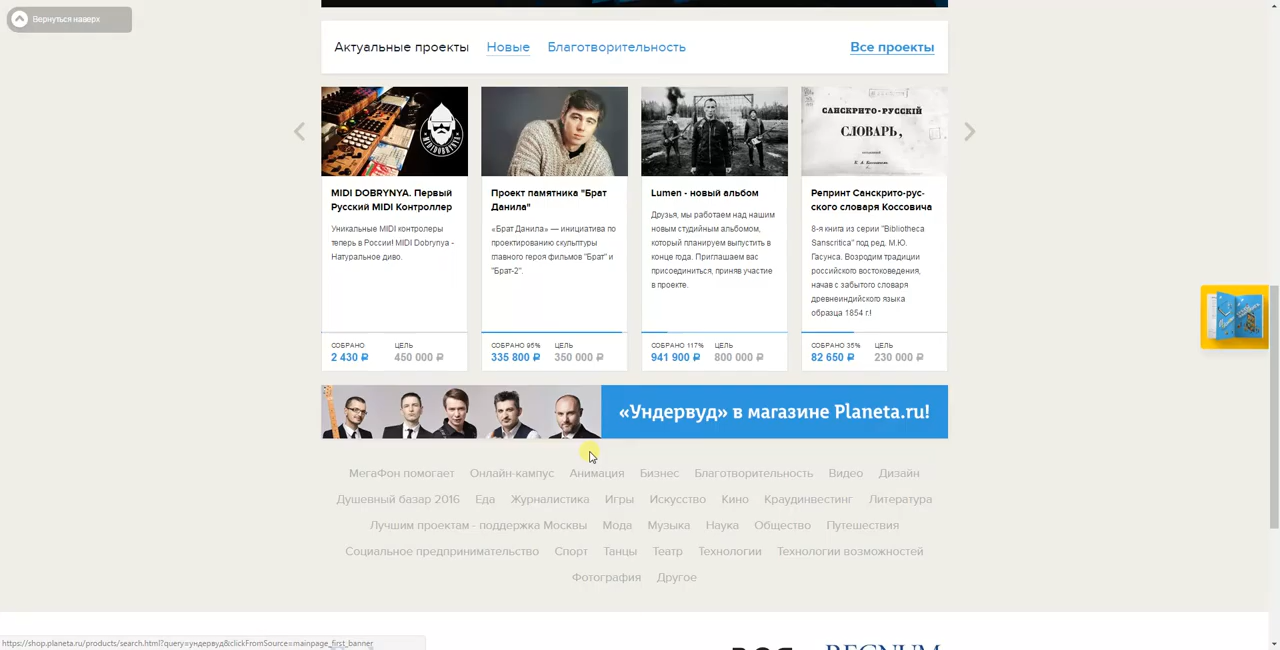 Вернуться наверх
Актуальные проекты Новые Благотворительность Все проекты
MIDIDOBRYNYA
САНСКРИТО-РУССКІЙ
СЛОВАРЬ,
MIDI DOBRYNYA. Первый
Русский MIDI Контроллер
Уникальные MIDI контролеры
теперь в России! MIDI Dobrynya -
Натуральное диво.
СОБРАНО ЦЕЛЬ
2 430 ₽ 450 000 ₽
Проект памятника "Брат
Данила"
«Брат Данила» — инициатива по
проектированию скульптуры
главного героя фильмов "Брат" и
"Брат-2".
СОБРАНО 95% ЦЕЛЬ
335 800 ₽ 350 000 ₽
Lumen - новый альбом
Друзья, мы работаем над нашим
новым студийным альбомом,
который планируем выпустить в
конце года. Приглашаем вас
присоединиться, приняв участие
в проекте.
СОБРАНО 117% ЦЕЛЬ
941 900 ₽ 800 000 ₽
Репринт Санскрито-рус-
ского словаря Коссовича
8-я книга из серии "Bibliotheca
Sanscritica" под ред. М.Ю.
Гасунса. Возродим традиции
российского востоковедения,
начав с забытого словаря
древнеиндийского языка
образца 1854 г.!
СОБРАНО 35% ЦЕЛЬ
82 650 ₽ 230 000 ₽
«Ундервуд» в магазине Planeta.ru!
МегаФон помогает Онлайн-кампус Анимация Бизнес Благотворительность Видео Дизайн
Душевный базар 2016 Еда Журналистика Игры Искусство Кино Краудинвестинг Литература
Лучшим проектам - поддержка Москвы Мода Музыка Наука Общество Путешествия
Социальное предпринимательство Спорт Танцы Театр Технологии Технологии возможностей
Фотография Другое
https://shop.planeta.ru/products/search.html?query=ундервуд&clickFromSource=mainpage_first_banner
REGNUM